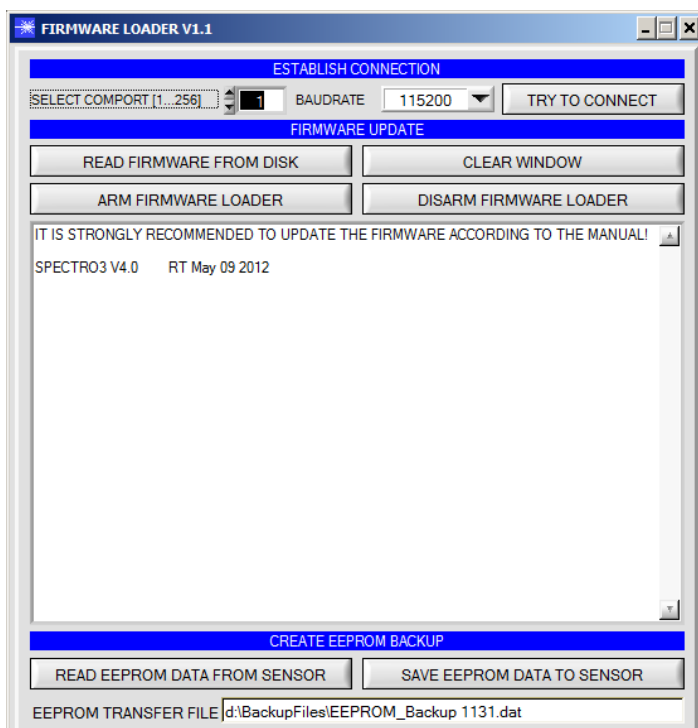 FIRMWARE LOADER V1.1
ESTABLISH CONNECTION
SELECT COMPORT [1...256] 1 BAUDRATE 115200 TRY TO CONNECT
FIRMWARE UPDATE
READ FIRMWARE FROM DISK CLEAR WINDOW
ARM FIRMWARE LOADER DISARM FIRMWARE LOADER
IT IS STRONGLY RECOMMENDED TO UPDATE THE FIRMWARE ACCORDING TO THE MANUAL!
SPECTRO3 V4.0 RT May 09 2012
CREATE EEPROM BACKUP
READ EEPROM DATA FROM SENSOR SAVE EEPROM DATA TO SENSOR
EEPROM TRANSFER FILE d:\BackupFiles\EEPROM_Backup 1131.dat